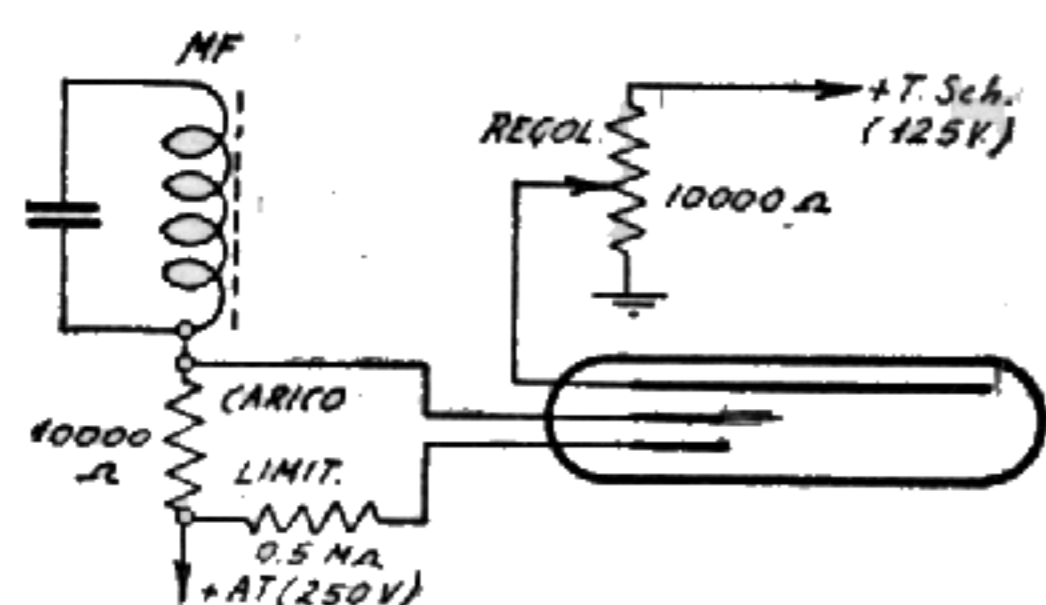 MF
+T. Sch.
(125V.)
REGOL.
10000 Ω
CARICO
10000
Ω
LIMIT.
0.5 MΩ
+AT(250V)